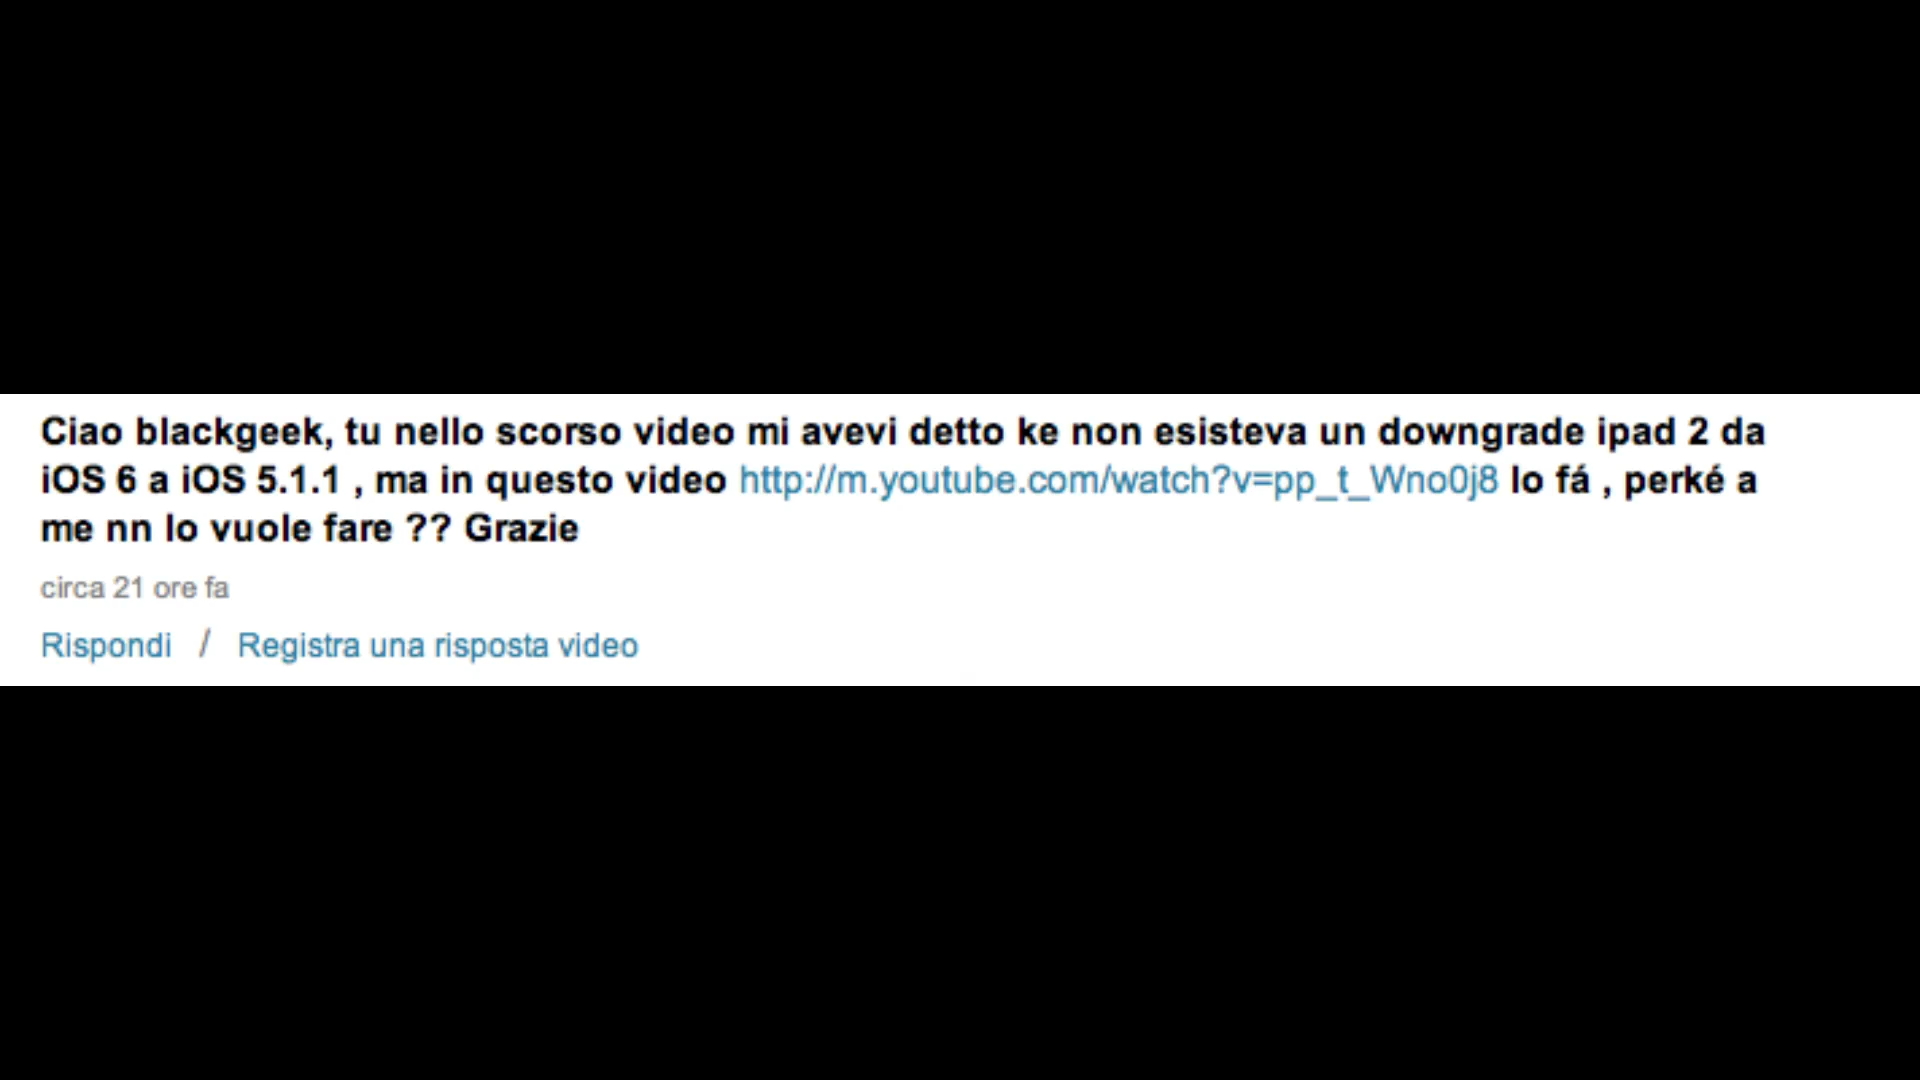 Ciao blackgeek, tu nello scorso video mi avevi detto ke non esisteva un downgrade ipad 2 da
iOS 6 a iOS 5.1.1 , ma in questo video http://m.youtube.com/watch?v=pp_t_Wno0j8 lo fá , perké a
me nn lo vuole fare ?? Grazie
circa 21 ore fa
Rispondi / Registra una risposta video